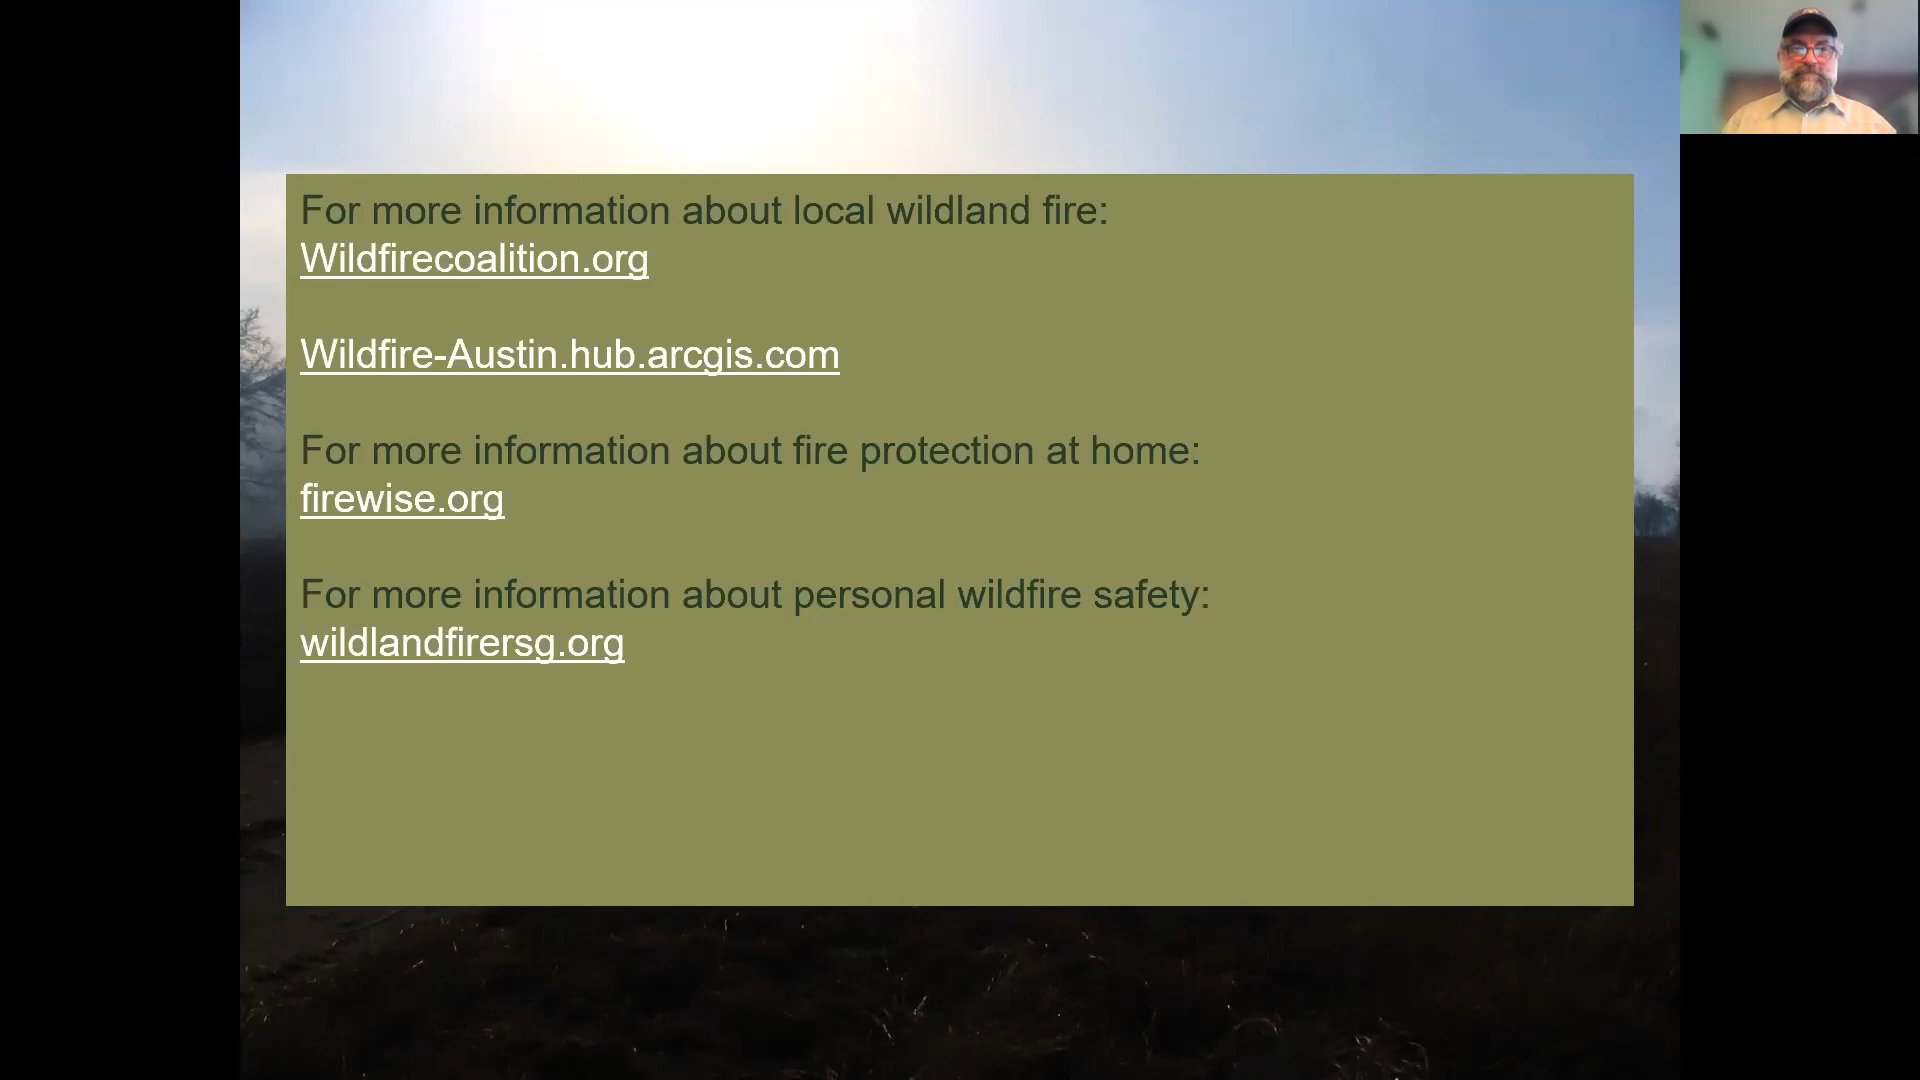 For more information about local wildland fire:
Wildfirecoalition.org
Wildfire-Austin.hub.arcgis.com
For more information about fire protection at home:
firewise.org
For more information about personal wildfire safety:
wildlandfirersg.org